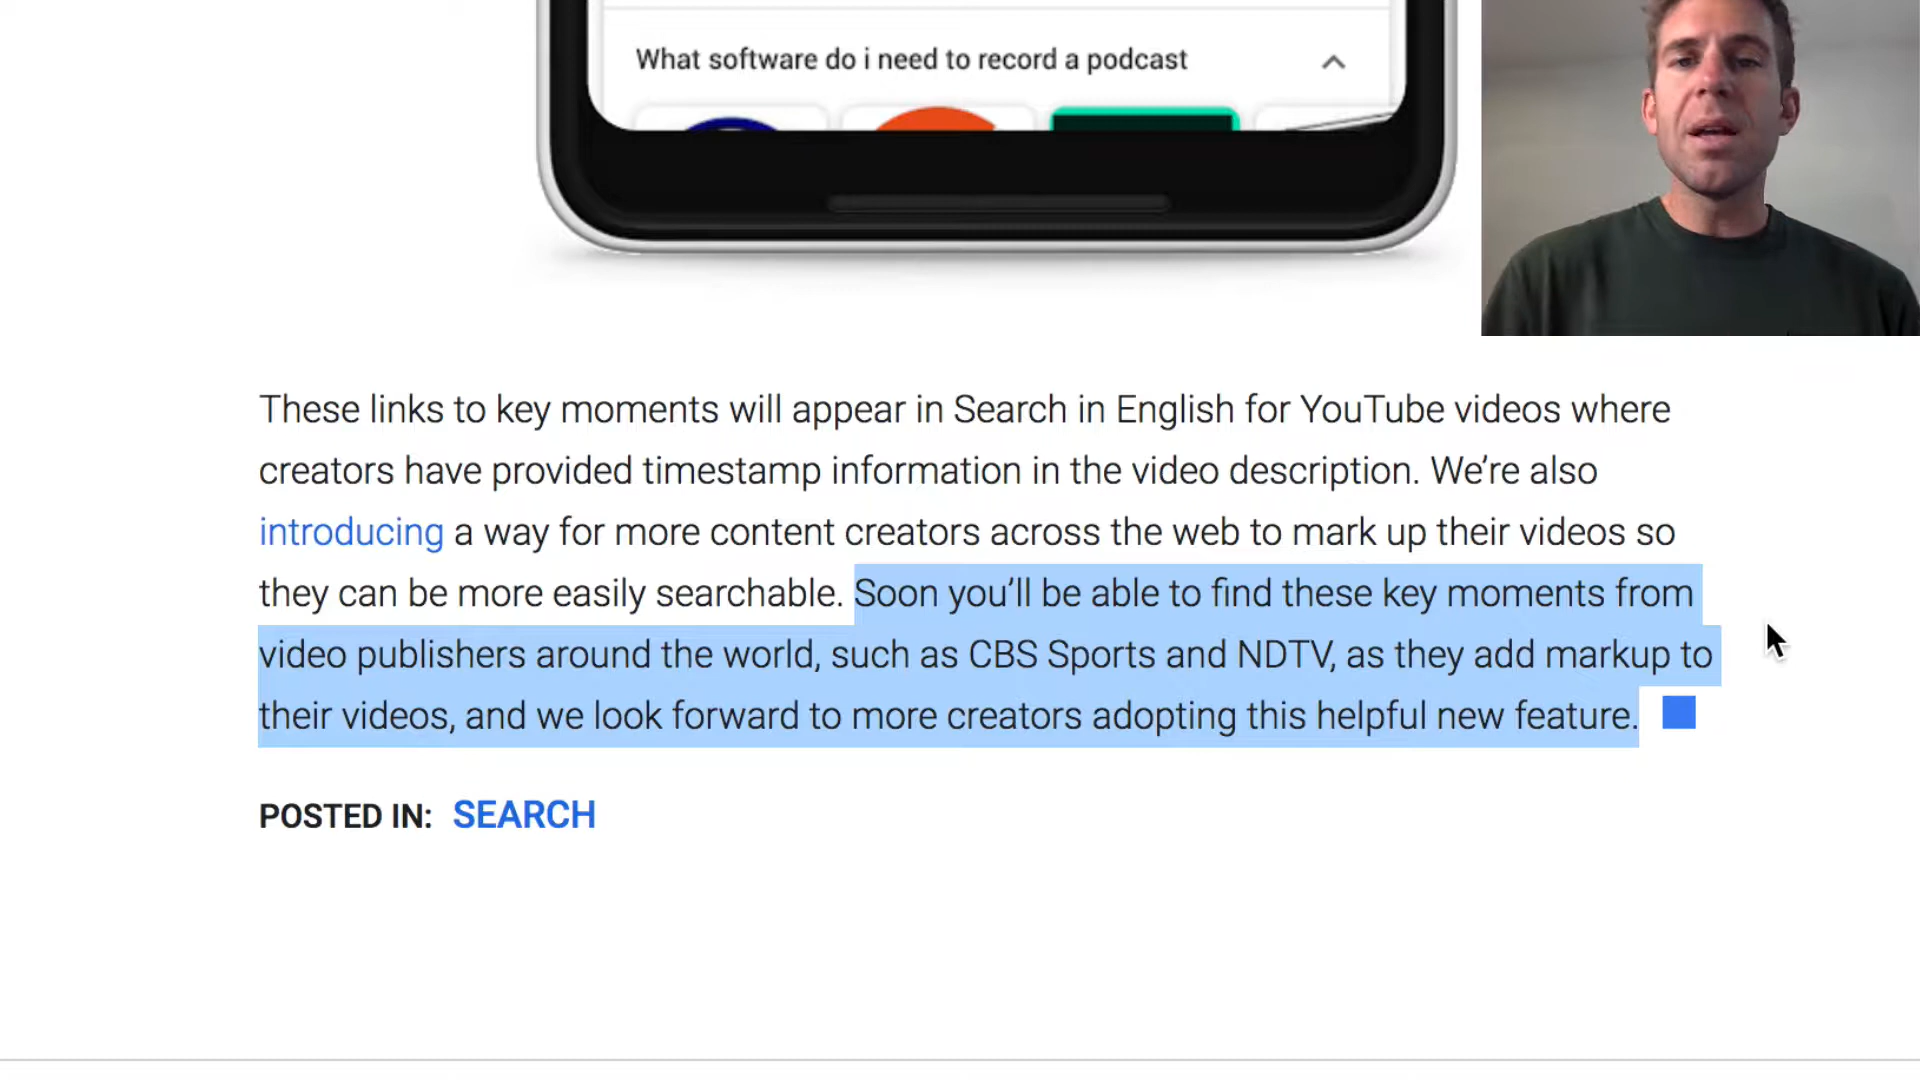 What software do i need to record a podcast
These links to key moments will appear in Search in English for YouTube videos where
creators have provided timestamp information in the video description. We’re also
introducing a way for more content creators across the web to mark up their videos so
they can be more easily searchable. Soon you’ll be able to find these key moments from
video publishers around the world, such as CBS Sports and NDTV, as they add markup to
their videos, and we look forward to more creators adopting this helpful new feature.
POSTED IN: SEARCH